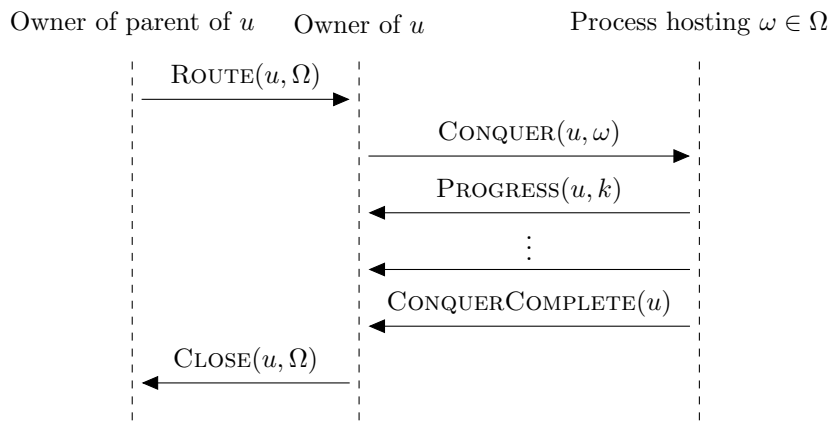 Owner of parent of u Owner of u Process hosting ω ∈ Ω
ROUTE(u, Ω)
CONQUER(u, ω)
PROGRESS(u, k)
⋮
CONQUERCOMPLETE(u)
CLOSE(u, Ω)